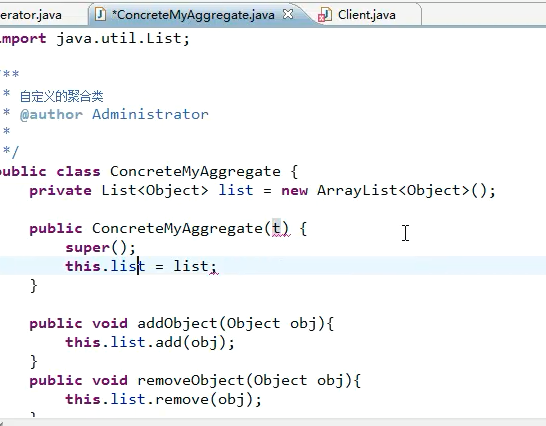 erator.java *ConcreteMyAggregate.java Client.java
import java.util.List;
/**
* 自定义的聚合类
* @author Administrator
*
*/
public class ConcreteMyAggregate {
private List<Object> list = new ArrayList<Object>();
public ConcreteMyAggregate(t) {
super();
this.list = list;
}
public void addObject(Object obj){
this.list.add(obj);
}
public void removeObject(Object obj){
this.list.remove(obj);
}